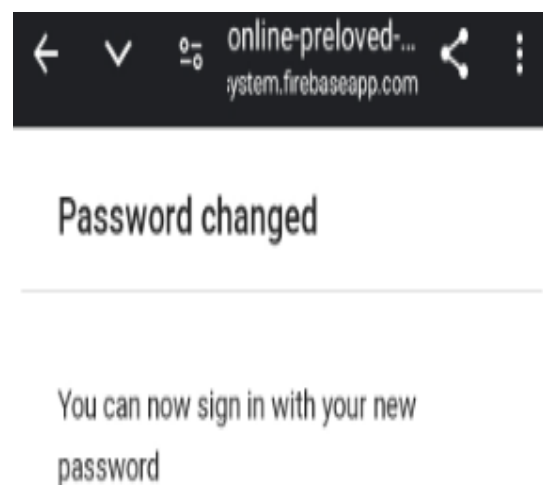 online-preloved-...
ystem.firebaseapp.com
Password changed
You can now sign in with your new
password